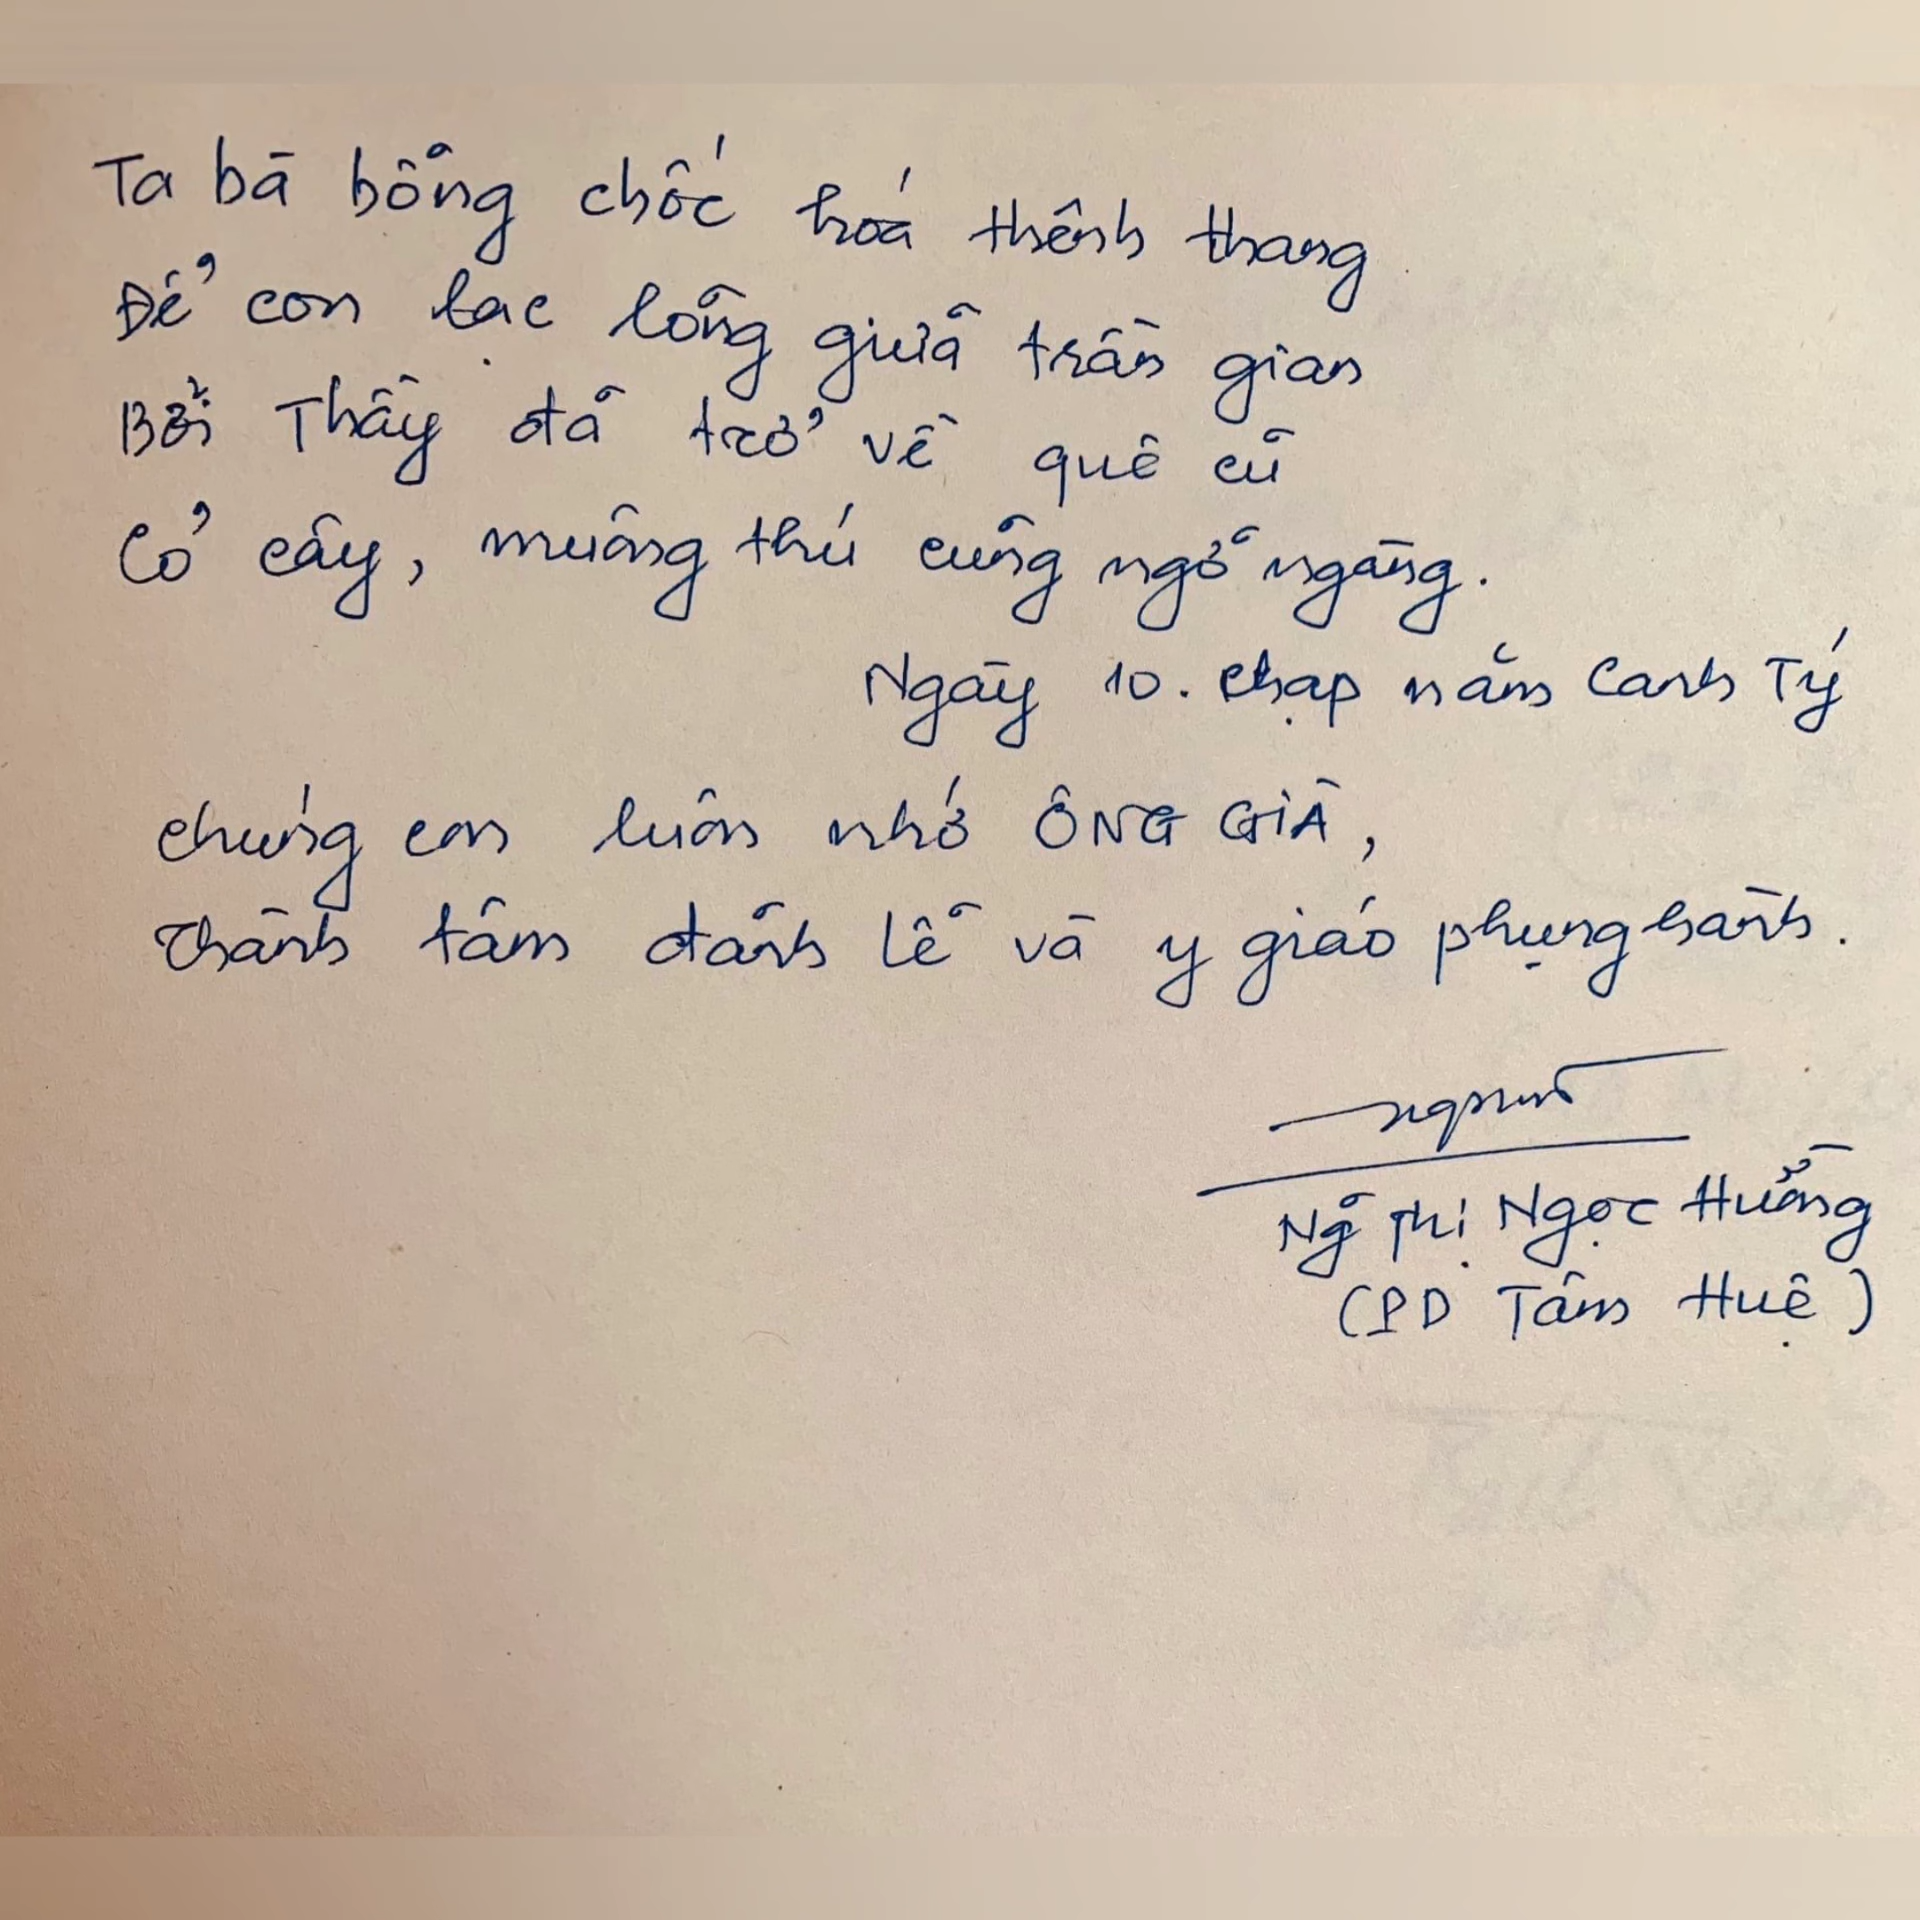 Ta bà bỗng chốc hoá thênh thang
Để con lạc lõng giữa trần gian
Bởi Thầy đã trở về quê cũ
Cỏ cây, muông thú cũng ngỡ ngàng.
Ngày 10. chạp năm Canh Tý
Chúng con luôn nhớ ÔNG GIÀ,
Thành tâm đảnh lễ và y giáo phụng hành.
Ng̃ Thị Ngọc Hường
(PD Tâm Huệ)